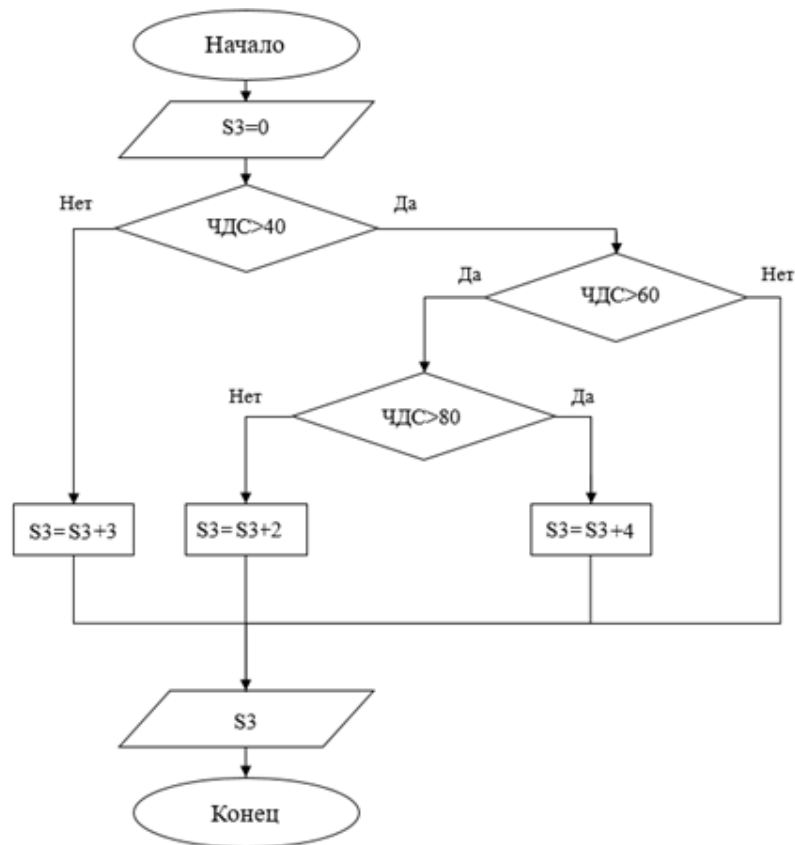 Начало
S3=0
Нет
Да
ЧДС>40
Да
Нет
ЧДС>60
Нет
Да
ЧДС>80
S3=S3+3
S3=S3+2
S3=S3+4
S3
Конец